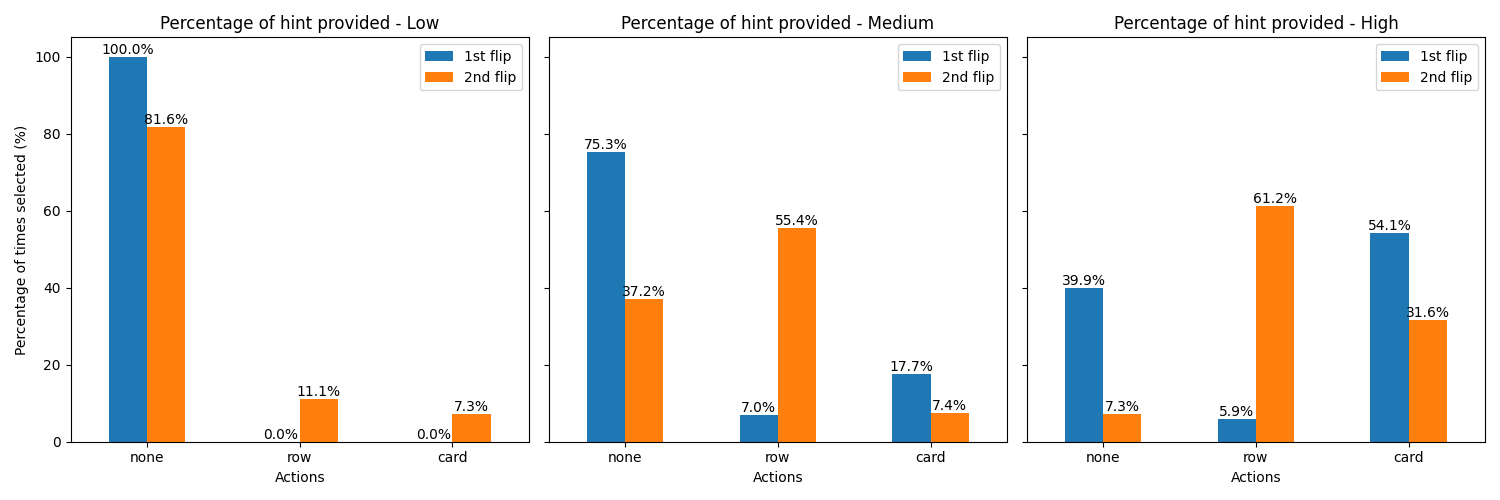 Percentage of hint provided - Low
Percentage of times selected (%)
100
80
60
40
20
0
100.0%
81.6%
0.0%
11.1%
0.0%
7.3%
1st flip
2nd flip
none
row
card
Actions
Percentage of hint provided - Medium
75.3%
37.2%
7.0%
55.4%
17.7%
7.4%
1st flip
2nd flip
none
row
card
Actions
Percentage of hint provided - High
39.9%
7.3%
5.9%
61.2%
54.1%
31.6%
1st flip
2nd flip
none
row
card
Actions